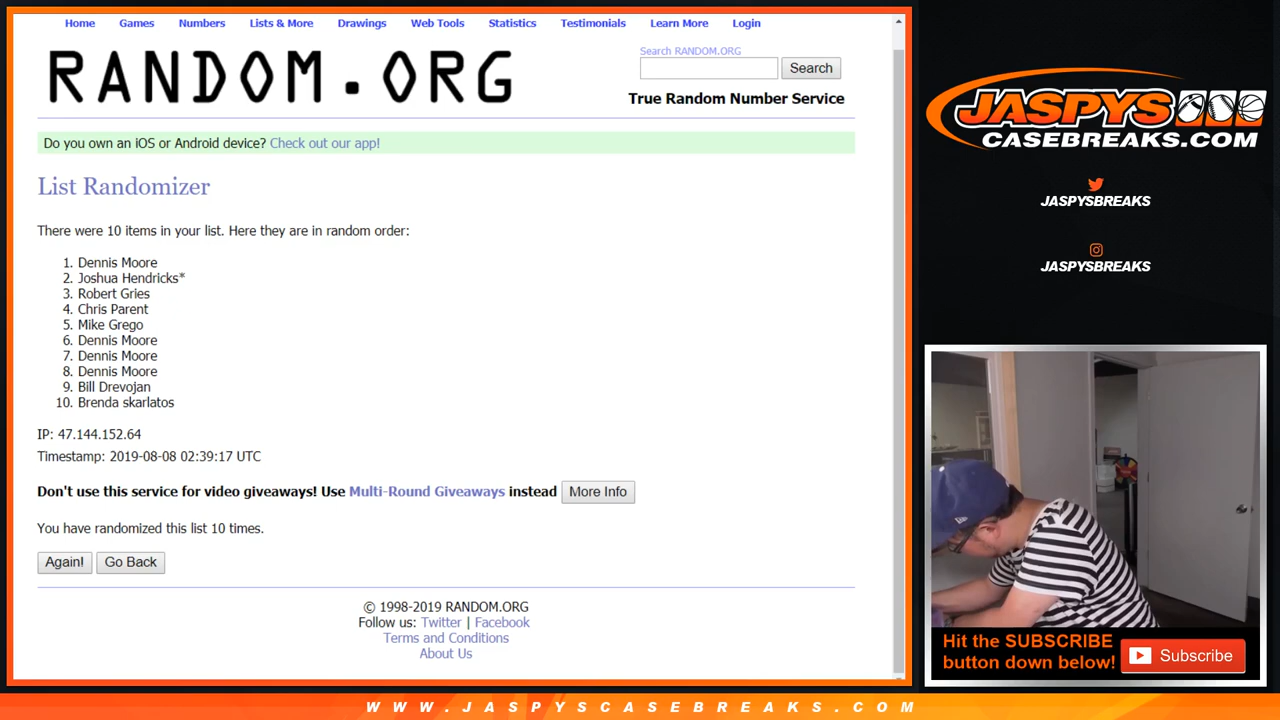 Home Games Numbers Lists & More Drawings Web Tools Statistics Testimonials Learn More Login
RANDOM.ORG
Search RANDOM.ORG
Search
True Random Number Service
Do you own an iOS or Android device? Check out our app!
List Randomizer
There were 10 items in your list. Here they are in random order:
1. Dennis Moore
2. Joshua Hendricks*
3. Robert Gries
4. Chris Parent
5. Mike Grego
6. Dennis Moore
7. Dennis Moore
8. Dennis Moore
9. Bill Drevojan
10. Brenda skarlatos
IP: 47.144.152.64
Timestamp: 2019-08-08 02:39:17 UTC
Don't use this service for video giveaways! Use Multi-Round Giveaways instead More Info
You have randomized this list 10 times.
Again! Go Back
© 1998-2019 RANDOM.ORG
Follow us: Twitter | Facebook
Terms and Conditions
About Us
JASPYS
CASEBREAKS.COM
JASPYSBREAKS
JASPYSBREAKS
Hit the SUBSCRIBE
button down below!
Subscribe
WWW.JASPYSCASEBREAKS.COM